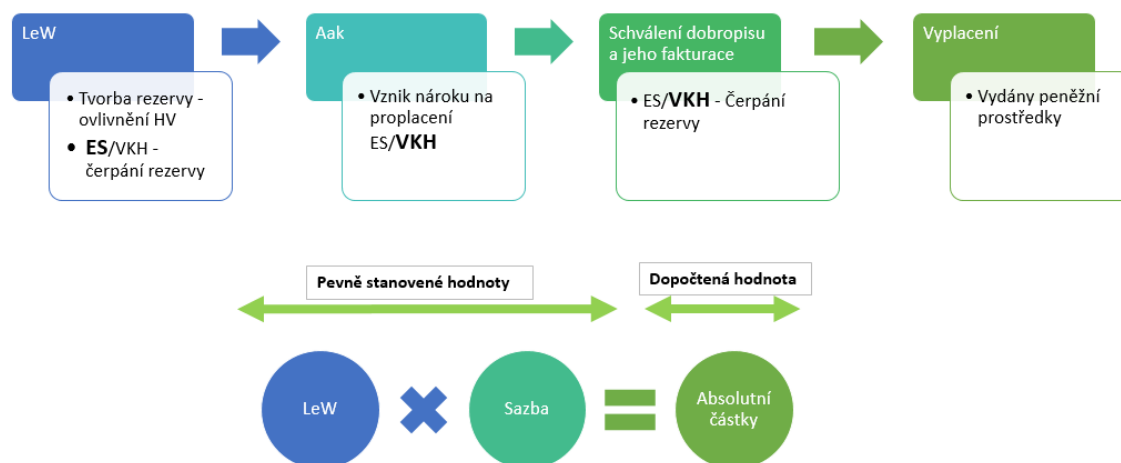 LeW
• Tvorba rezervy -
ovlivnění HV
• ES/VKH -
čerpání rezervy
Aak
• Vznik nároku na
proplacení
ES/VKH
Schválení dobropisu
a jeho fakturace
• ES/VKH - Čerpání
rezervy
Vyplacení
• Vydány peněžní
prostředky
Pevně stanovené hodnoty
Dopočtená hodnota
LeW
Sazba
Absolutní
částky